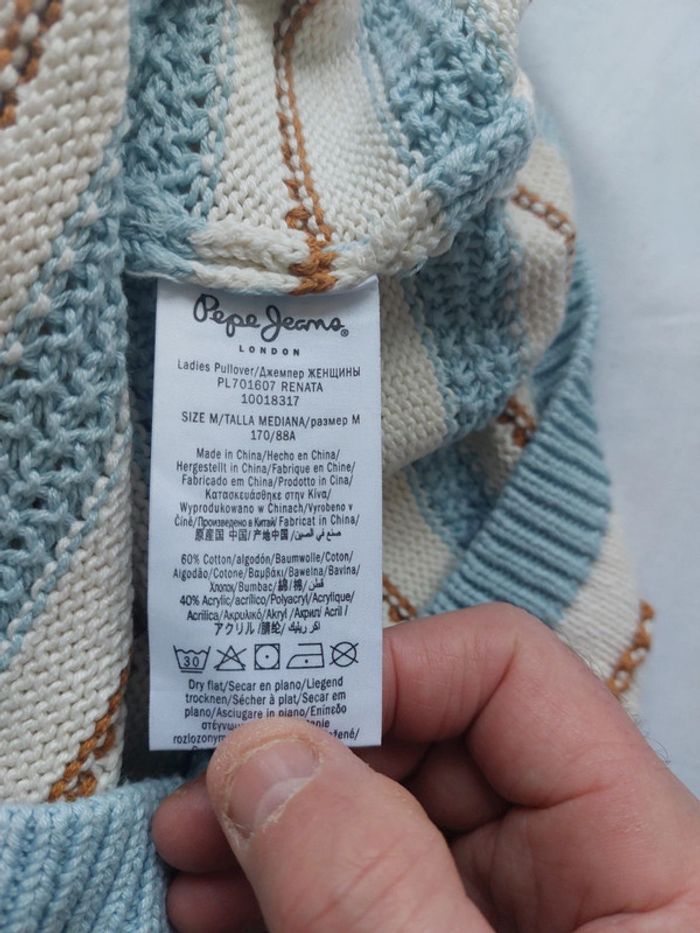 Pepe Jeans®
LONDON
Ladies Pullover/Джемпер ЖЕНЩИНЫ
PL701607 RENATA
10018317
SIZE M/TALLA MEDIANA/размер M
170/88A
Made in China/Hecho en China/
Hergestellt in China/Fabrique en Chine/
Fabricado em China/Prodotto in Cina/
Κατασκευάσθηκε στην Κίνα/
Wyprodukowano w Chinach/Vyrobeno v
Číně/Произведено в Китай/Fabricat in China/
原産国 中国/产地中国/صنع في الصين/
60% Cotton/algodón/Baumwolle/Coton/
Algodão/Cotone/Βαμβάκι/Bawelna/Bavlna/
Хлопок/Bumbac/綿/棉/قطن/
40% Acrylic/acrílico/Polyacryl/Acrylique/
Acrilica/Ακρυλικό/Akryl/Акрил/Acril/
アクリル/腈纶/اكريليك/
30
Dry flat/Secar en plano/Liegend
trocknen/Sécher à plat/Secar em
plano/Asciugare in piano/Επίπεδο